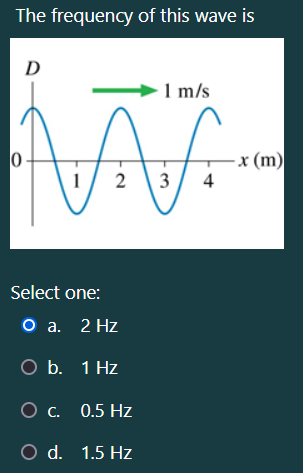 The frequency of this wave is
D
1 m/s
0
x (m)
1 2 3 4
Select one:
a. 2 Hz
b. 1 Hz
c. 0.5 Hz
d. 1.5 Hz